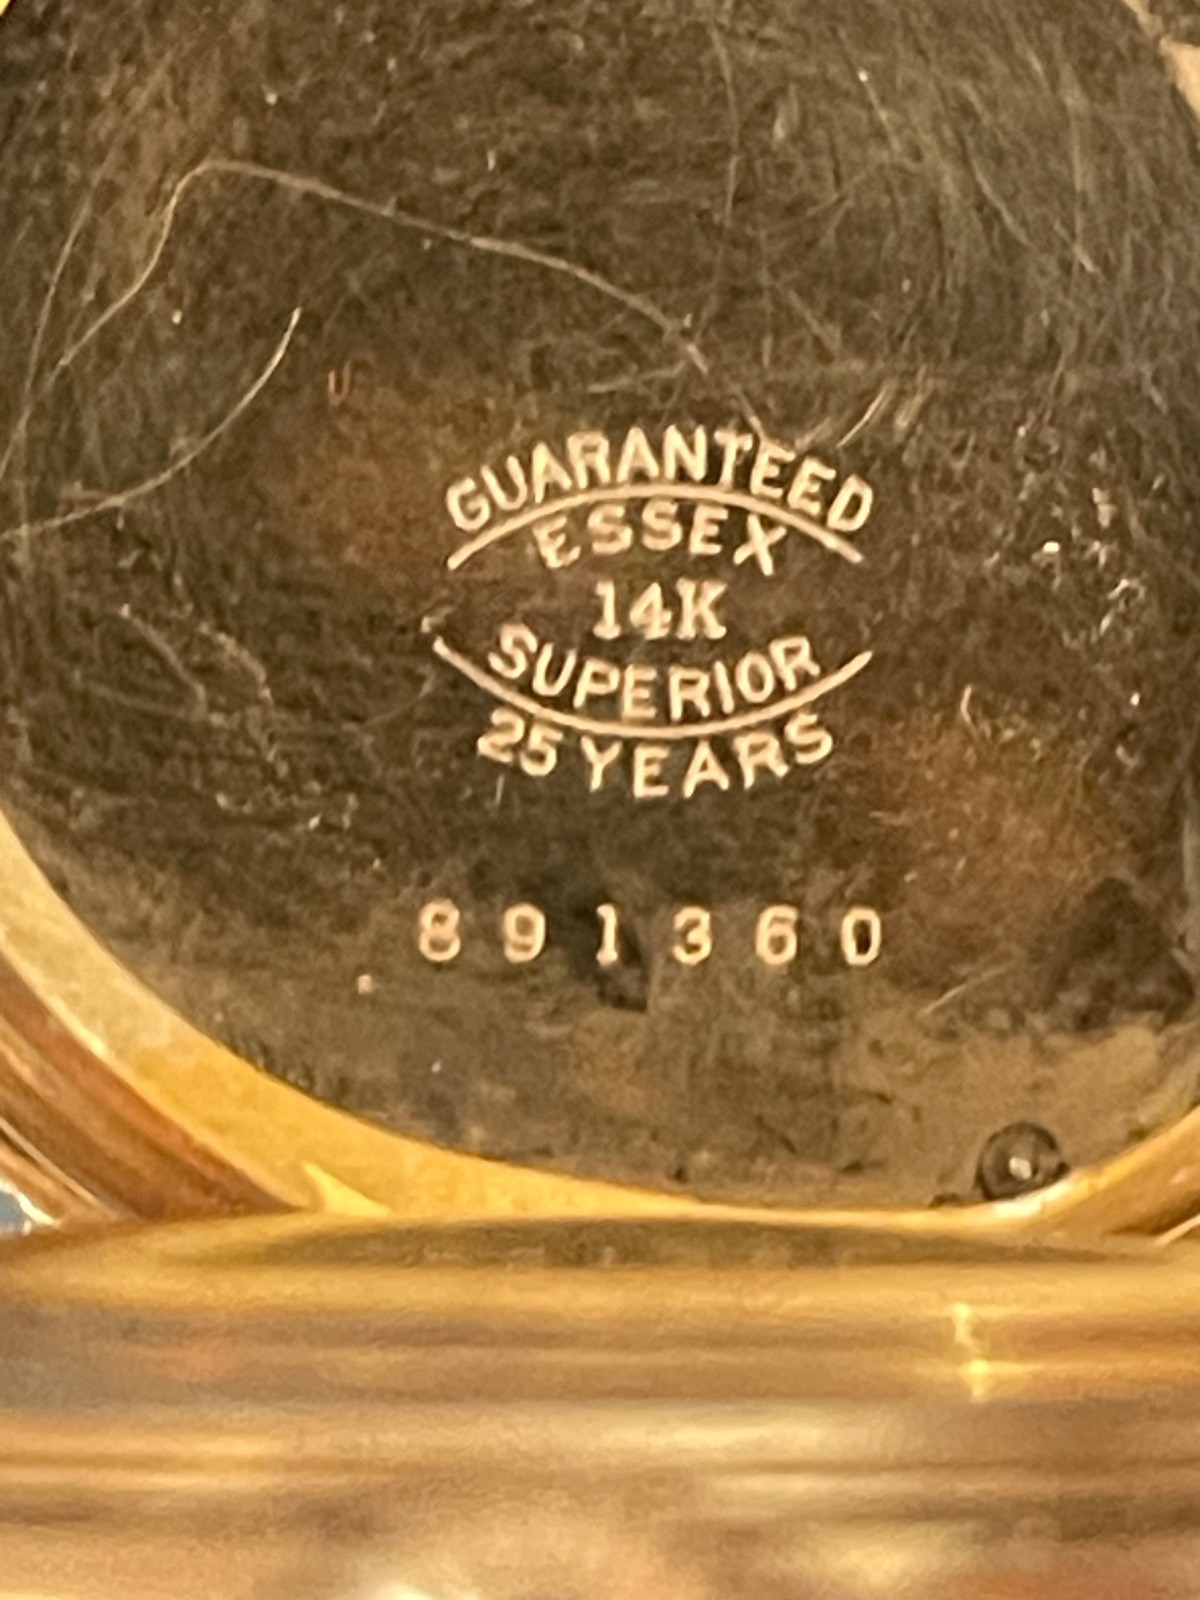 GUARANTEED
ESSEX
14K
SUPERIOR
25 YEARS
891360